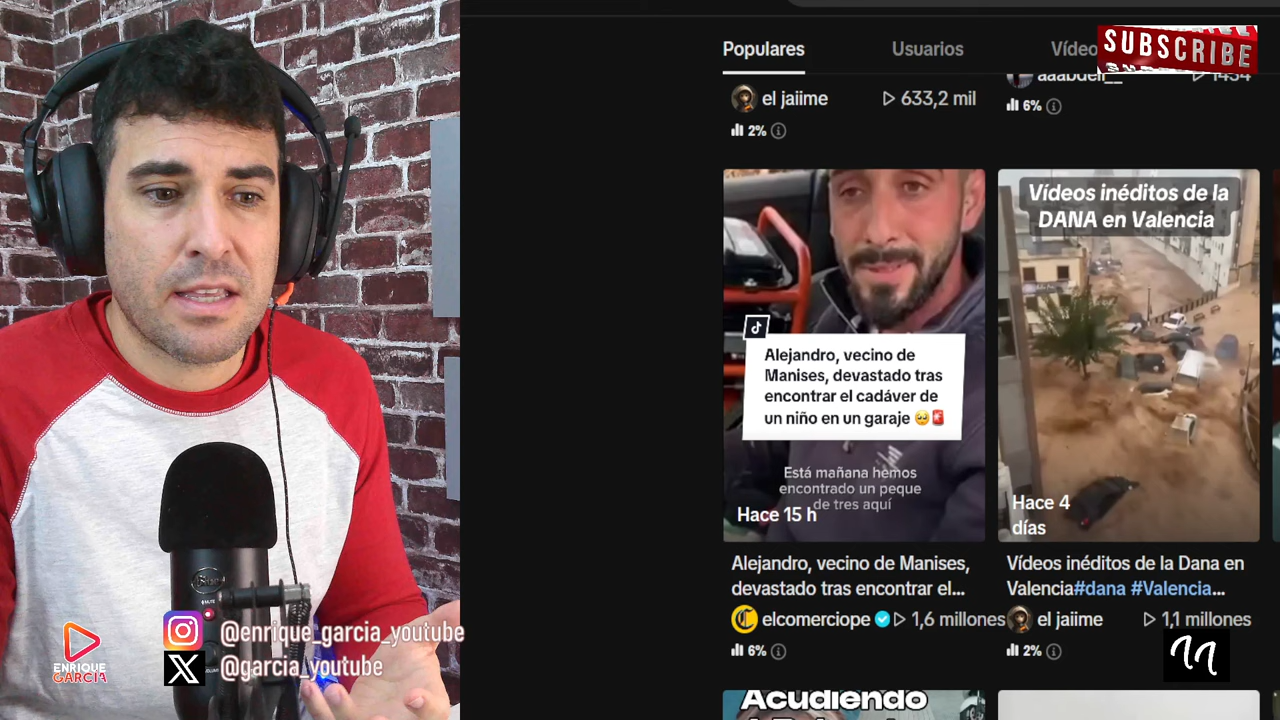 Populares
Usuarios
Víde
SUBSCRIBE
el jaiime
633,2 mil
2%
aaabdell__
1434
6%
Alejandro, vecino de
Manises, devastado tras
encontrar el cadáver de
un niño en un garaje 🥹🚨
Está mañana hemos
encontrado un peque
de tres aquí
Hace 15 h
Alejandro, vecino de Manises,
devastado tras encontrar el...
elcomerciope
1,6 millones
6%
Vídeos inéditos de la
DANA en Valencia
Hace 4
días
Vídeos inéditos de la Dana en
Valencia#dana #Valencia...
el jaiime
1,1 millones
2%
Acudiendo
ENRIQUE
GARCIA
@enrique_garcia_youtube
@garcia_youtube